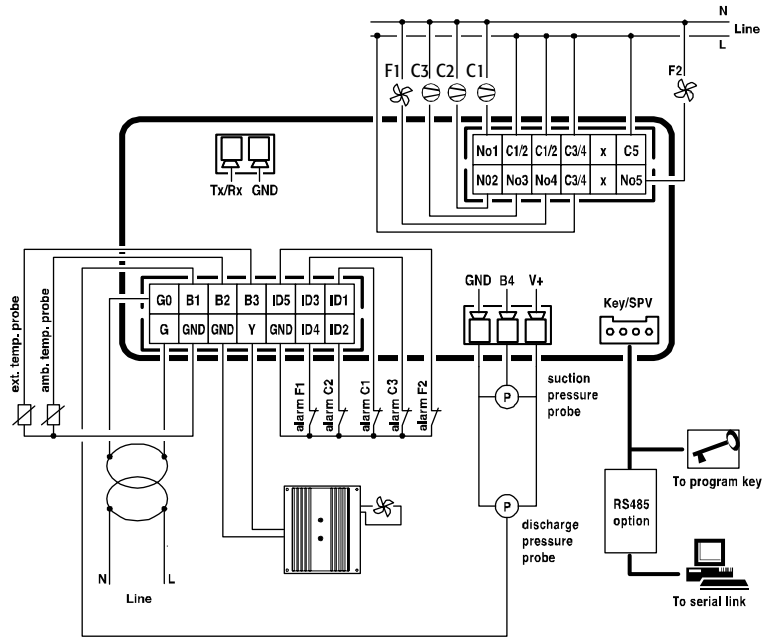 N
Line
L
F1 C3 C2 C1
F2
No1 C1/2 C1/2 C3/4 x C5
N02 No3 No4 C3/4 x No5
Tx/Rx GND
ext. temp. probe
amb. temp. probe
G0 B1 B2 B3 ID5 ID3 ID1
G GND GND Y GND ID4 ID2
GND B4 V+
Key/SPV
alarm F1
alarm C2
alarm C1
alarm C3
alarm F2
P
suction
pressure
probe
P
discharge
pressure
probe
To program key
RS485
option
To serial link
N L
Line